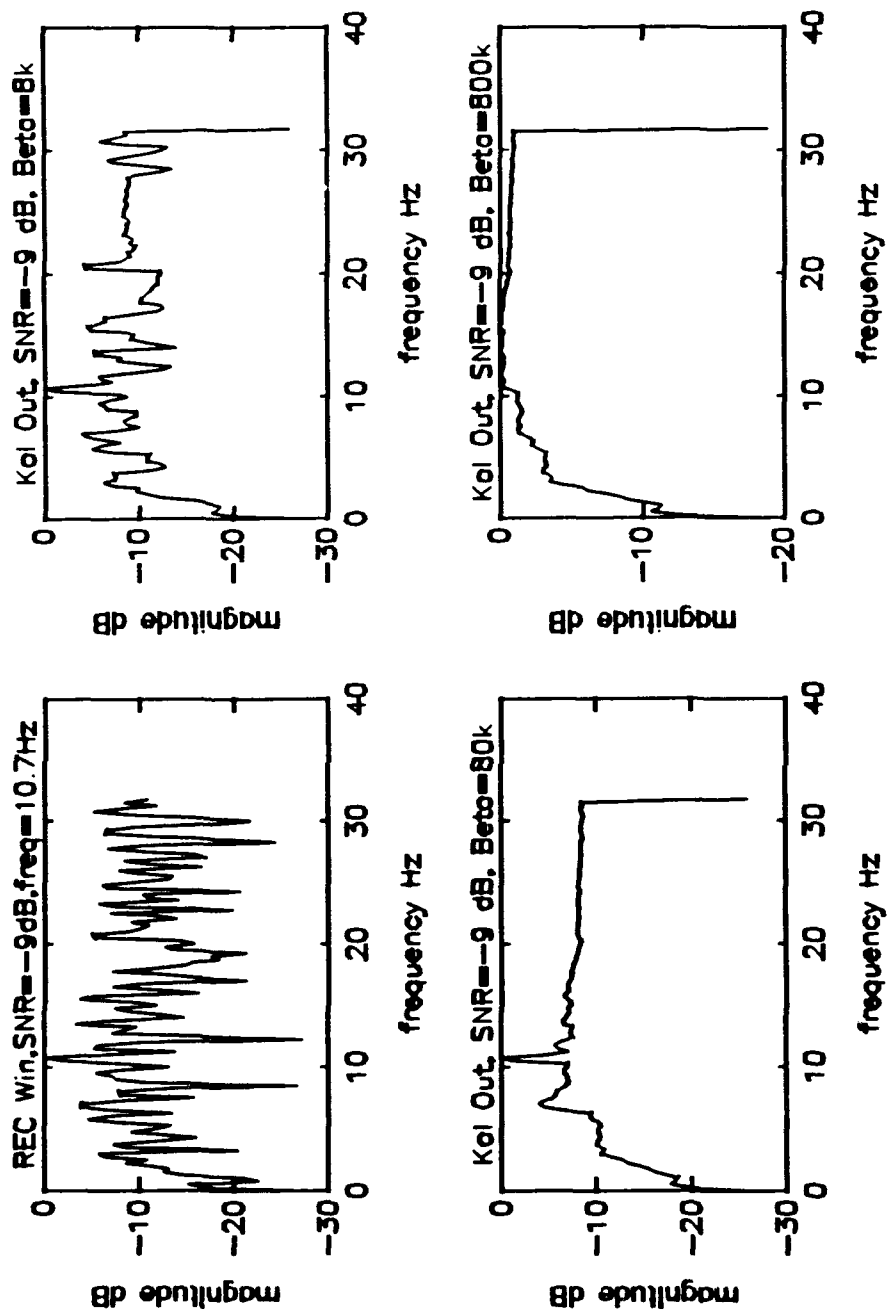 REC Win,SNR=-9dB,freq=10.7Hz
0
-10
-20
-30
magnitude dB
0
10
20
30
40
frequency Hz
Kal Out, SNR=-9 dB, Beta=8k
0
-10
-20
-30
magnitude dB
0
10
20
30
40
frequency Hz
Kal Out, SNR=-9 dB, Beta=80k
0
-10
-20
-30
magnitude dB
0
10
20
30
40
frequency Hz
Kal Out, SNR=-9 dB, Beta=800k
0
-10
-20
magnitude dB
0
10
20
30
40
frequency Hz